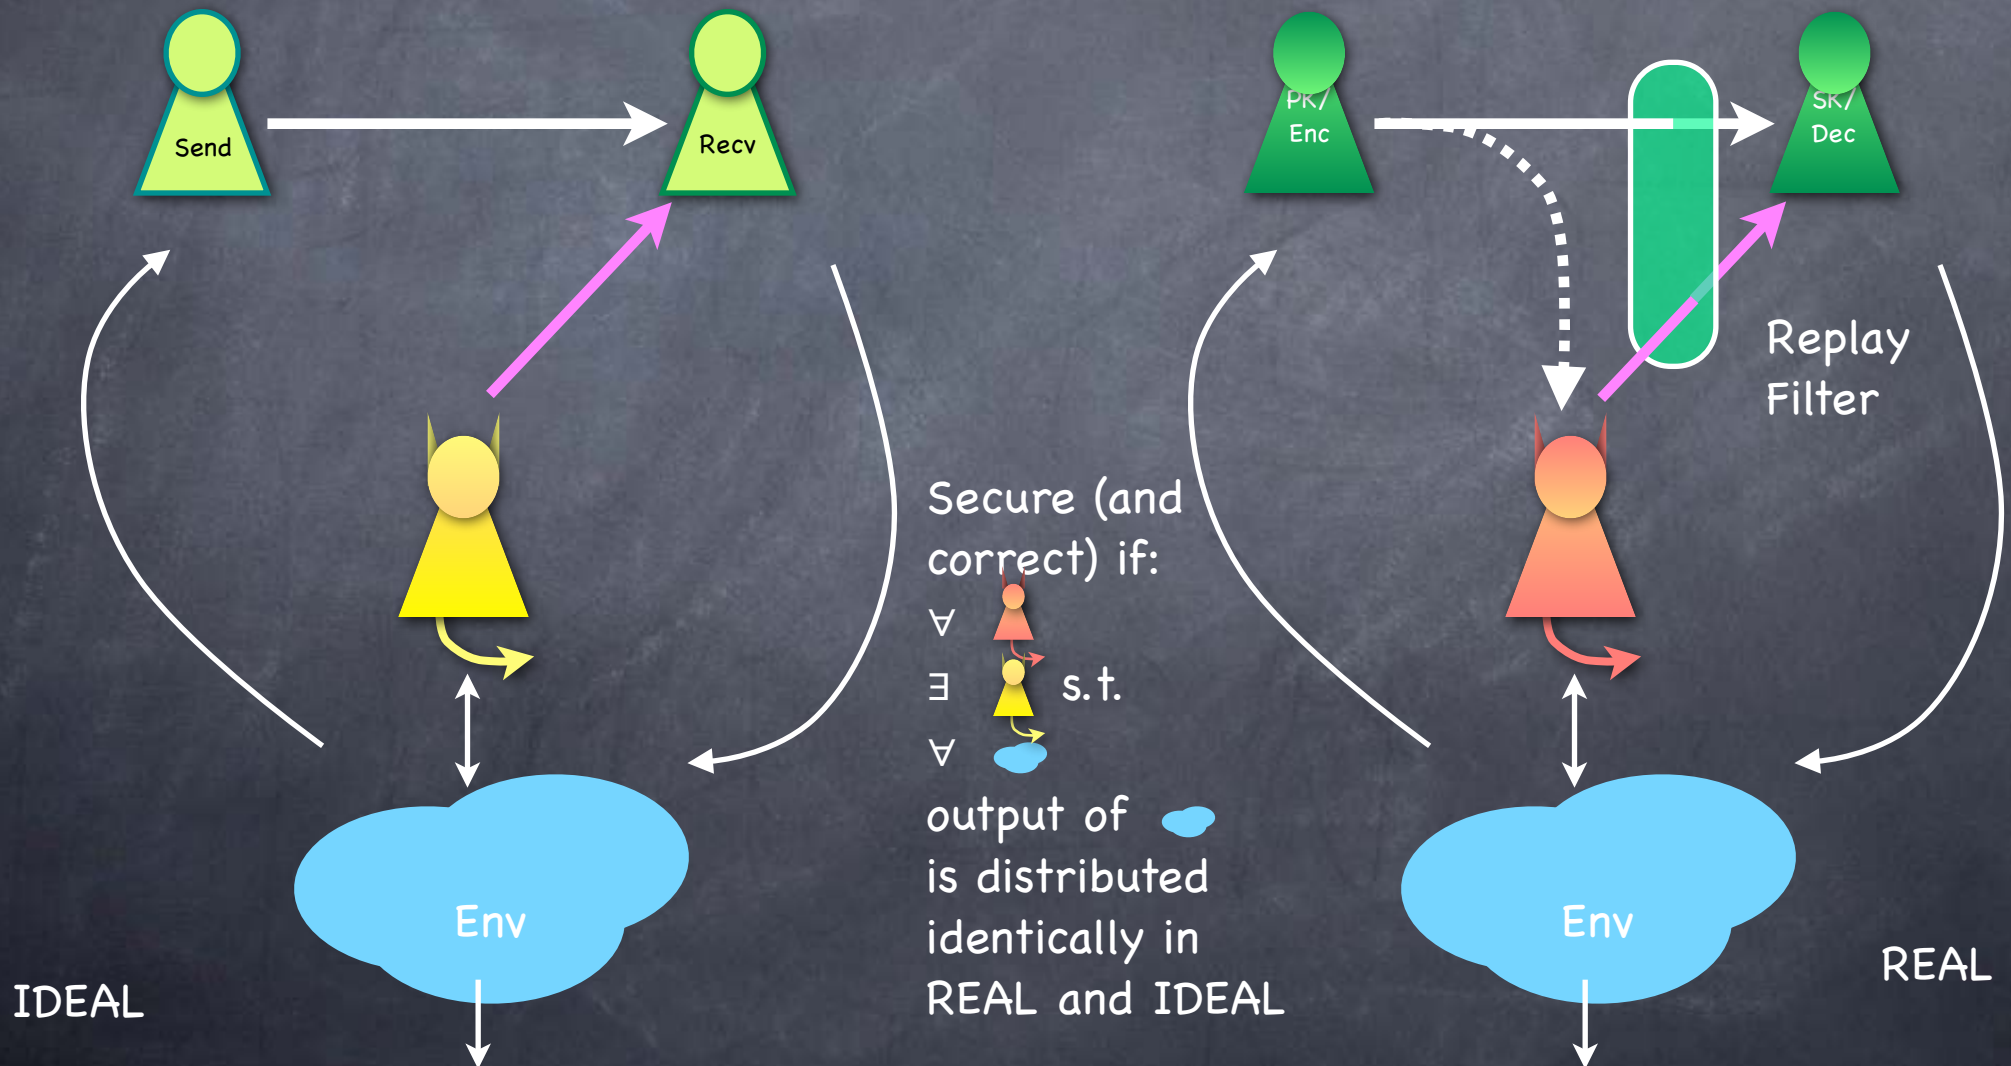 Send
Recv
PK/
Enc
SK/
Dec
Replay
Filter
Secure (and
correct) if:
∀
∃ s.t.
∀
output of
is distributed
identically in
REAL and IDEAL
Env
Env
IDEAL
REAL